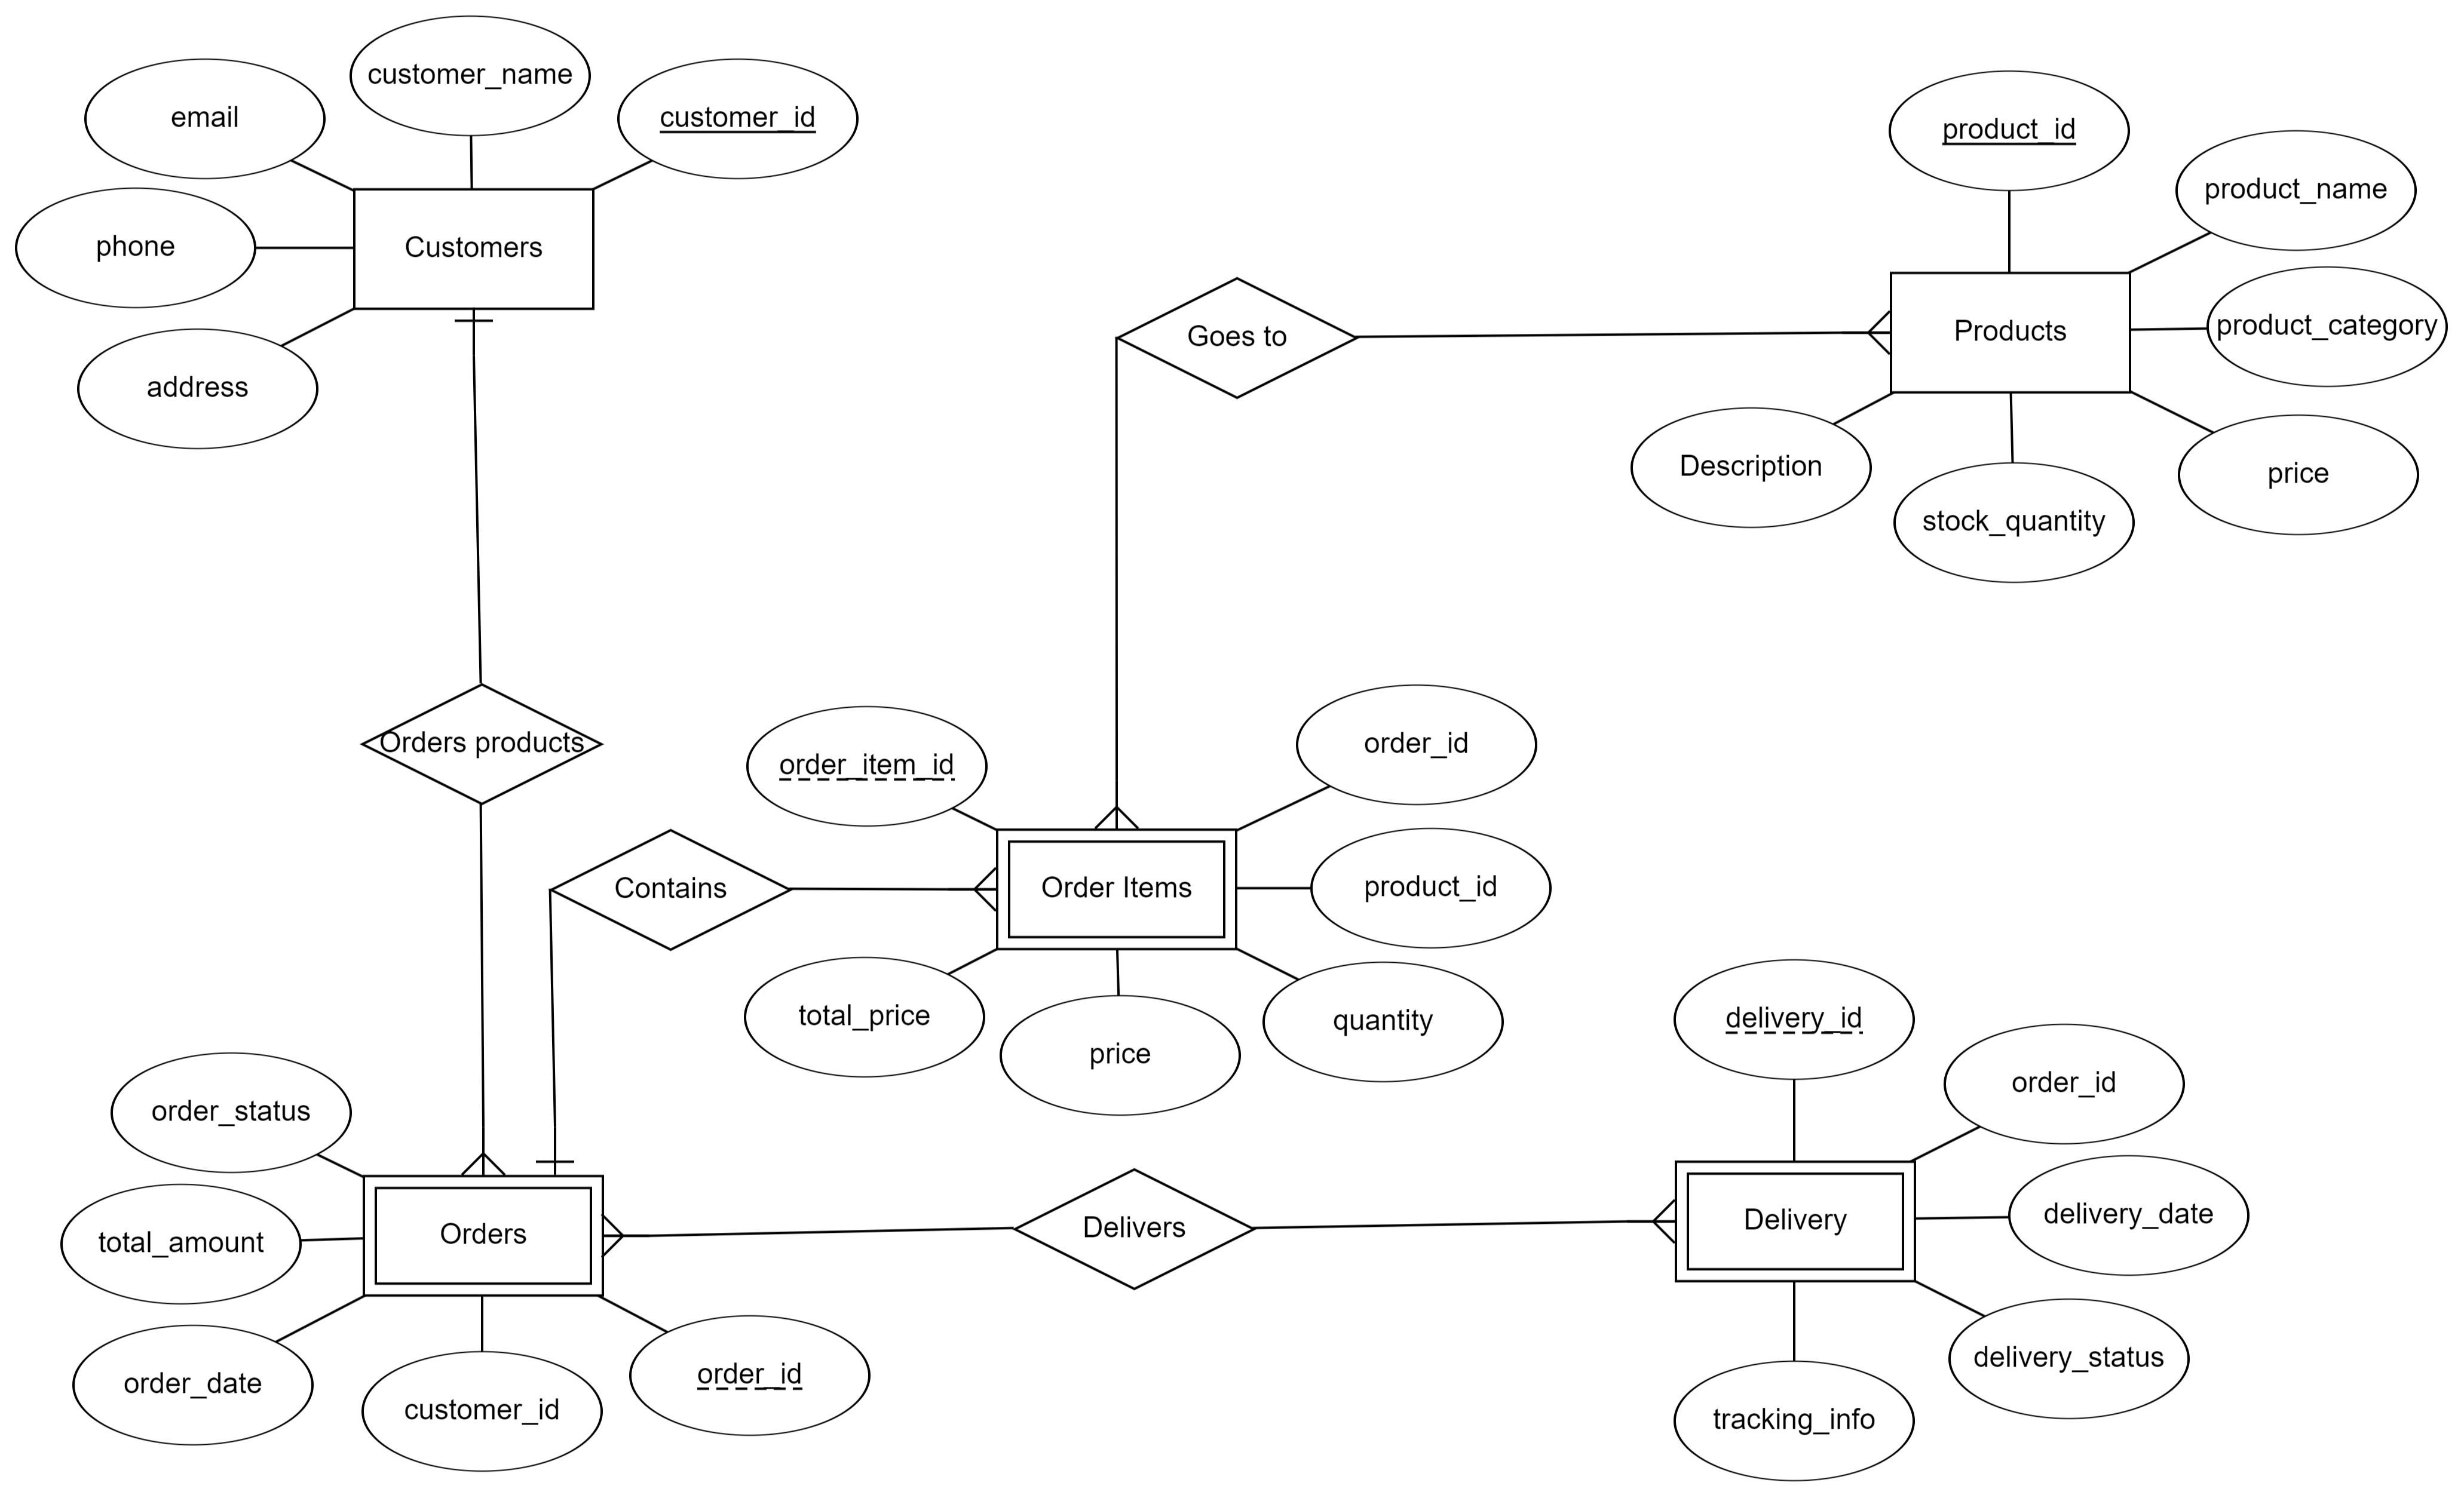 customer_name
email
customer_id
product_id
product_name
phone
Customers
Goes to
Products
product_category
address
Description
price
stock_quantity
Orders products
order_item_id
order_id
Contains
Order Items
product_id
total_price
price
quantity
delivery_id
order_id
order_status
total_amount
Orders
Delivers
Delivery
delivery_date
order_date
customer_id
order_id
delivery_status
tracking_info